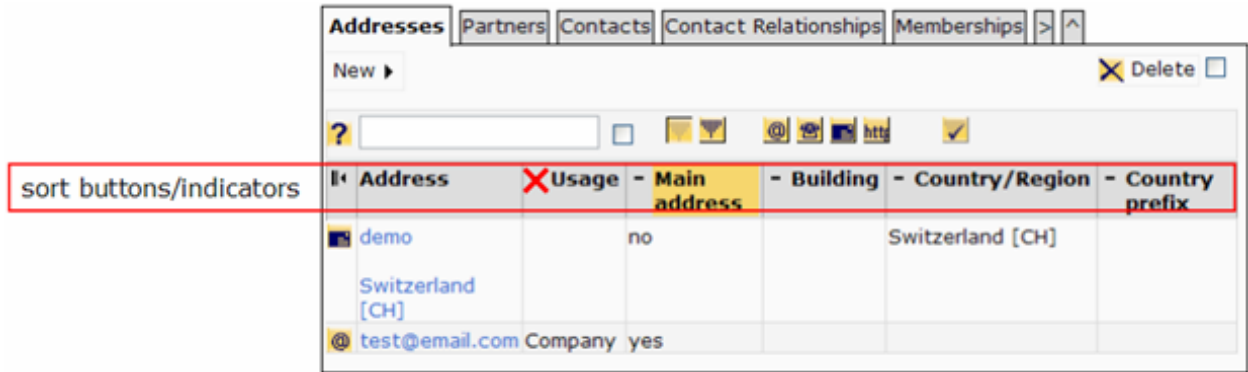 Addresses Partners Contacts Contact Relationships Memberships > ^
New Delete
? @ http
sort buttons/indicators Address Usage - Main address - Building - Country/Region - Country prefix
demo no Switzerland [CH]
Switzerland
[CH]
@ test@email.com Company yes